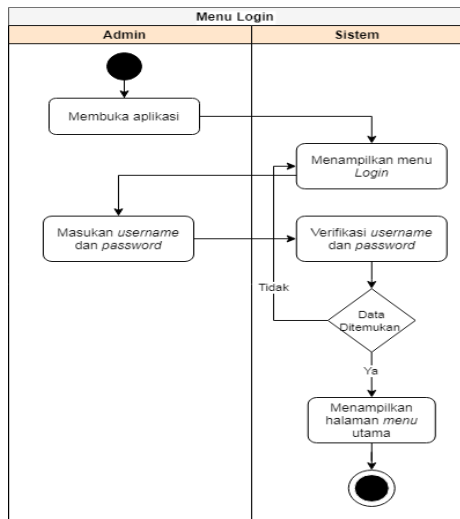 Menu Login
Admin
Sistem
Membuka aplikasi
Menampilkan menu
Login
Masukan username
dan password
Verifikasi username
dan password
Tidak
Data
Ditemukan
Ya
Menampilkan
halaman menu
utama